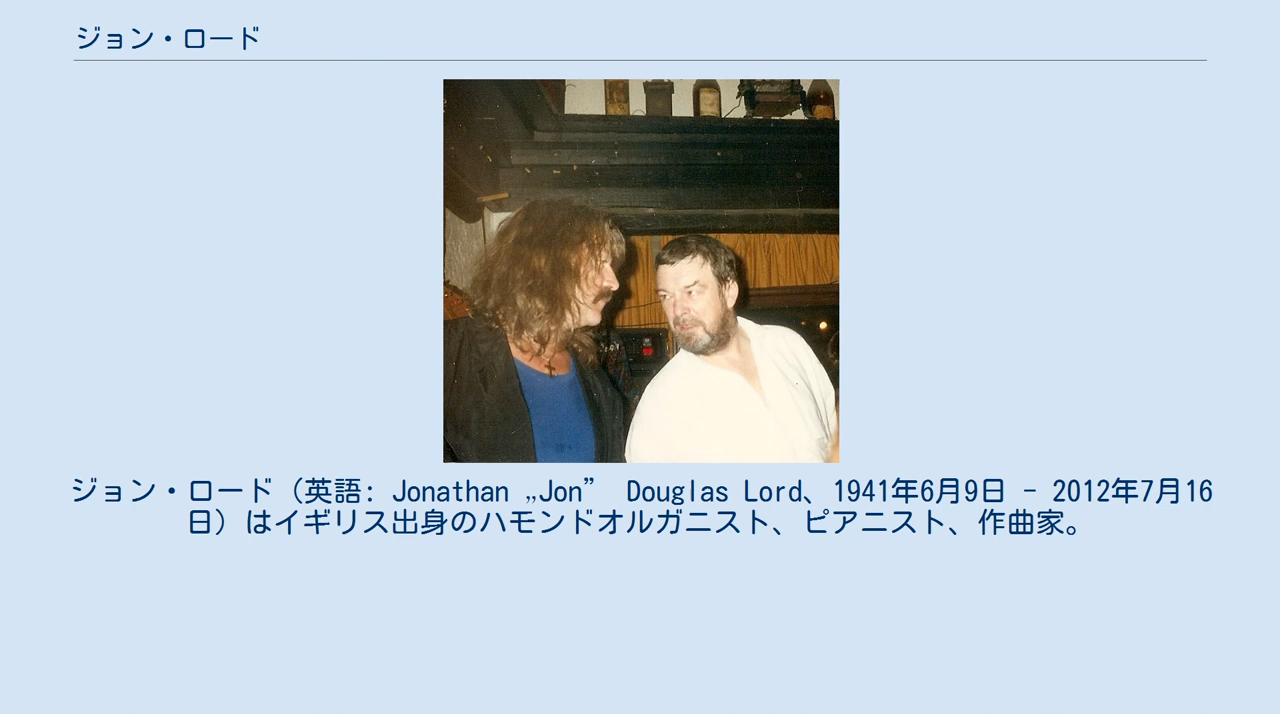 ジョン・ロード
ジョン・ロード（英語: Jonathan „Jon” Douglas Lord、1941年6月9日 - 2012年7月16
日）はイギリス出身のハモンドオルガニスト、ピアニスト、作曲家。